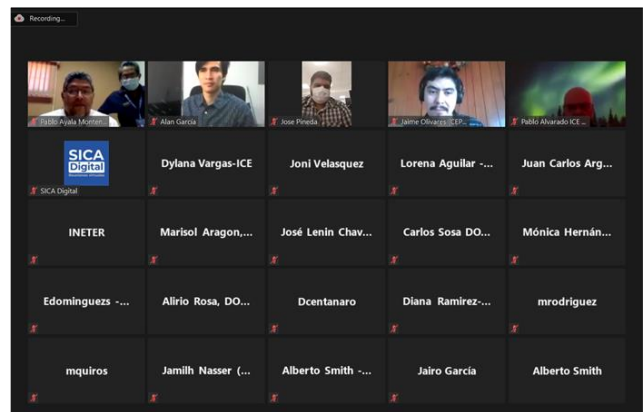 Recording...
Pablo Ayala Monten...
Alan García
Jose Pineda
Jaime Olivares CEP...
Pablo Alvarado ICE ...
SICA
Digital
SICA Digital
Dylana Vargas-ICE
Joni Velasquez
Lorena Aguilar -...
Juan Carlos Arg...
INETER
Marisol Aragon,...
José Lenin Chav...
Carlos Sosa DO...
Mónica Hernán...
Edominguezs -...
Alirio Rosa, DO...
Dcentanaro
Diana Ramirez-...
mrodriguez
mquiros
Jamilh Nasser (...
Alberto Smith -...
Jairo García
Alberto Smith